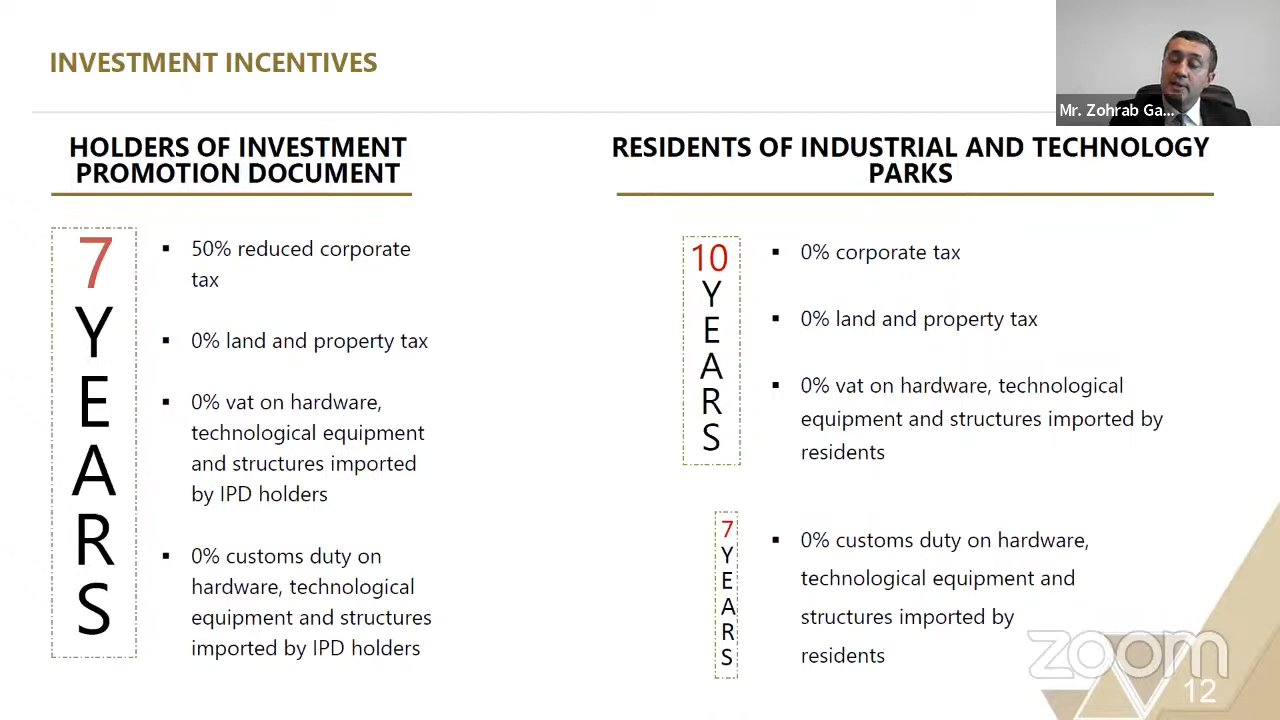 INVESTMENT INCENTIVES
Mr. Zohrab Ga...
HOLDERS OF INVESTMENT
PROMOTION DOCUMENT
7
Y
E
A
R
S
▪ 50% reduced corporate
tax
▪ 0% land and property tax
▪ 0% vat on hardware,
technological equipment
and structures imported
by IPD holders
▪ 0% customs duty on
hardware, technological
equipment and structures
imported by IPD holders
RESIDENTS OF INDUSTRIAL AND TECHNOLOGY
PARKS
10
Y
E
A
R
S
▪ 0% corporate tax
▪ 0% land and property tax
▪ 0% vat on hardware, technological
equipment and structures imported by
residents
7
Y
E
A
R
S
▪ 0% customs duty on hardware,
technological equipment and
structures imported by
residents
zoom
12